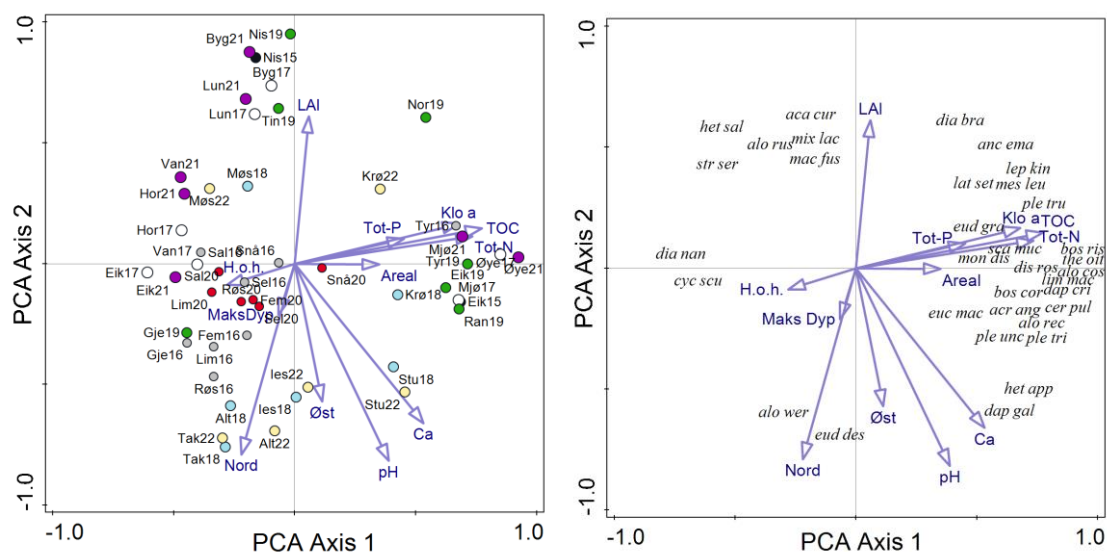 1.0
PCA Axis 2
-1.0
-1.0
PCA Axis 1
1.0
Nis19
Byg21
Nis15
Byg17
Lun21
Lun17
Tin19
LAl
Nor19
Van21
Møs18
Hor21
Møs22
Krø22
Klo a
Tyr16
TOC
Tot-P
Hor17
Mjø21
Tot-N
Van17
Sal16
Snå16
Tyr19
Øye17
Eik17
Sal20
H.o.h.
Snå20
Areal
Eik19
Øye21
Eik21
Sel16
Røs20
Krø18
Mjø17
Lim20
Fem20
Eik15
MaksDyp
Sel20
Ran19
Gje19
Fem16
Gje16
Lim16
Røs16
Ies22
Stu18
Ies18
Øst
Stu22
Alt18
Ca
Tak22
Alt22
Tak18
Nord
pH
1.0
PCA Axis 2
-1.0
-1.0
PCA Axis 1
1.0
LAl
aca cur
het sal
dia bra
alo rus
mix lac
anc ema
str ser
mac fus
lep kin
lat set
mes leu
ple tru
Klo a
TOC
eud gra
Tot-P
Tot-N
bos ris
sca muc
dia nan
mon dis
the oit
dis ros
alo cos
cyc scu
Areal
lim mac
H.o.h.
bos cor
dap cri
Maks Dyp
euc mac
acr ang
cer pul
alo rec
ple unc
ple tri
het app
alo wer
Øst
dap gal
eud des
Ca
Nord
pH